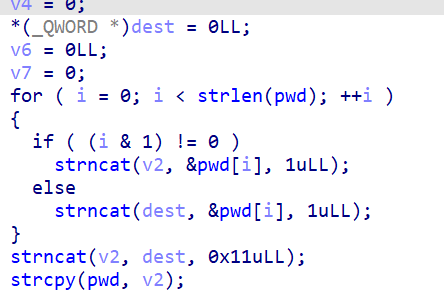 v4 = 0;
*(_QWORD *)dest = 0LL;
v6 = 0LL;
v7 = 0;
for ( i = 0; i < strlen(pwd); ++i )
{
if ( (i & 1) != 0 )
strncat(v2, &pwd[i], 1uLL);
else
strncat(dest, &pwd[i], 1uLL);
}
strncat(v2, dest, 0x11uLL);
strcpy(pwd, v2);